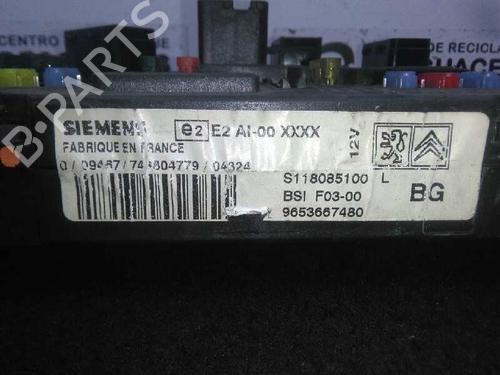 CENTRO
DE RECICLA
SIEMENS e2 E2 AI-00 XXXX
FABRIQUE EN FRANCE
12V
S118085100 L
BSI F03-00
BG
9653667480
B-Parts